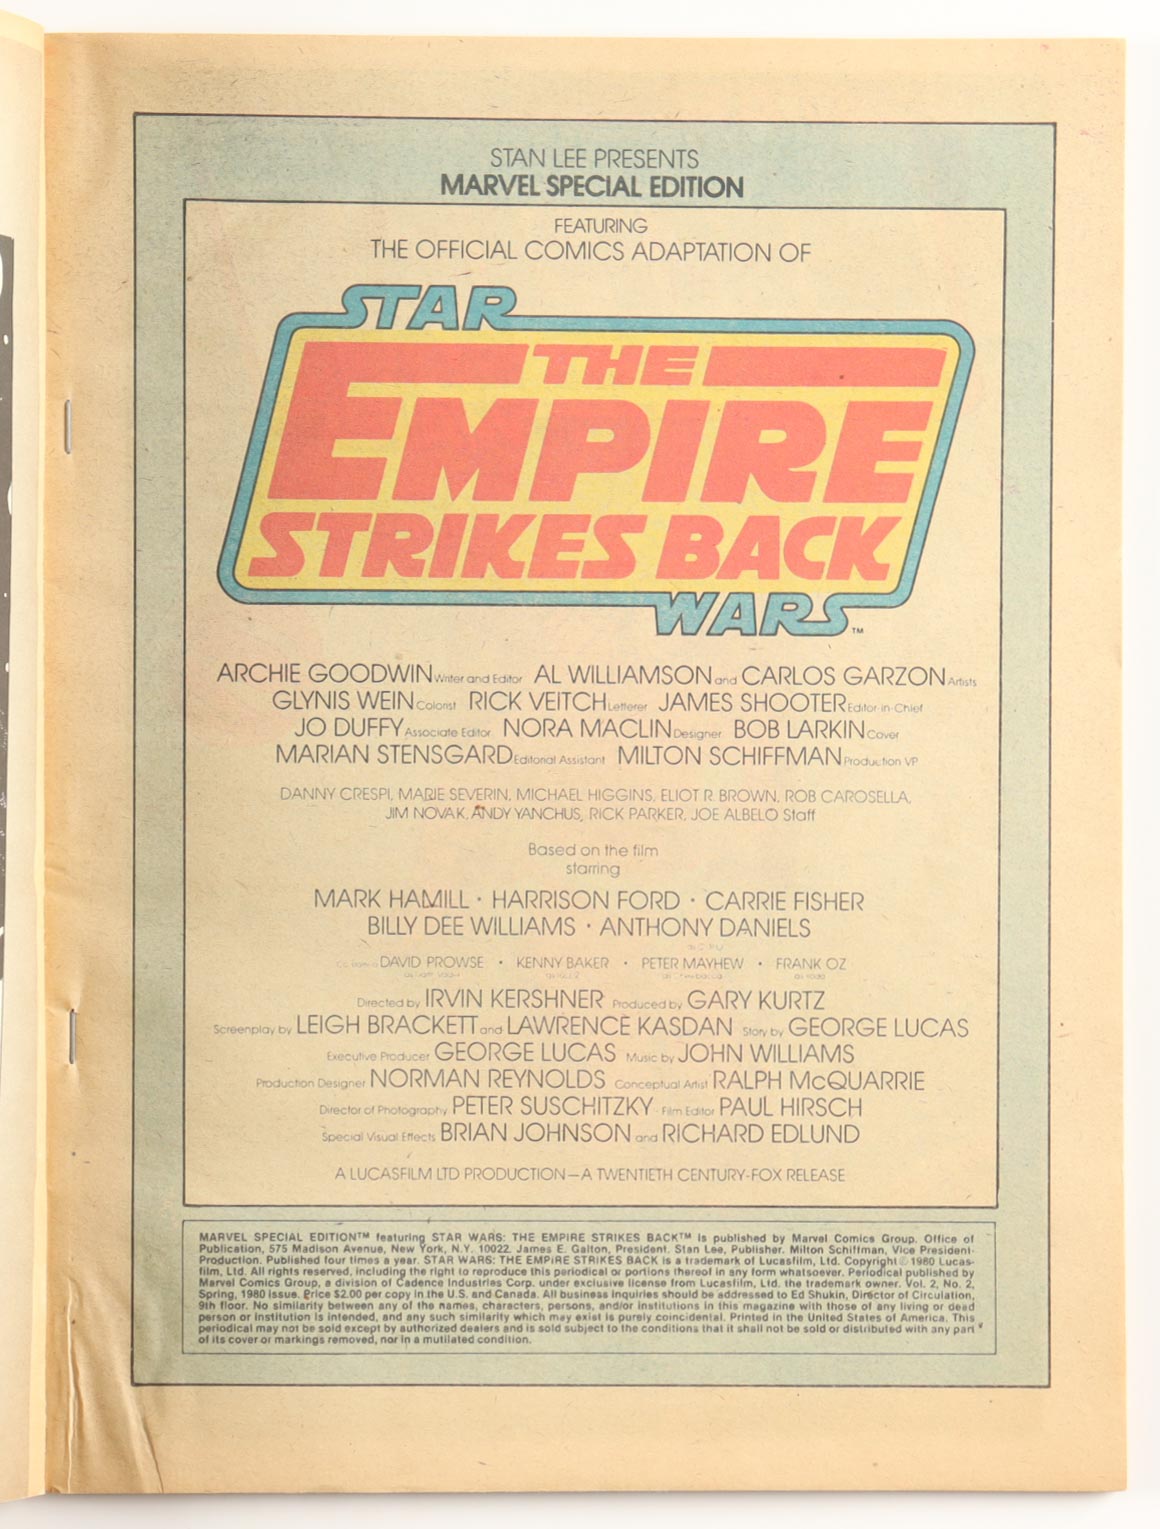 STAN LEE PRESENTS
MARVEL SPECIAL EDITION
FEATURING
THE OFFICIAL COMICS ADAPTATION OF
STAR
THE
EMPIRE
STRIKES BACK
WARS™
ARCHIE GOODWIN Writer and Editor AL WILLIAMSON and CARLOS GARZON Artists
GLYNIS WEIN Colorist RICK VEITCH Letterer JAMES SHOOTER Editor-in-Chief
JO DUFFY Associate Editor NORA MACLIN Designer BOB LARKIN Cover
MARIAN STENSGARD Editorial Assistant MILTON SCHIFFMAN Production VP
DANNY CRESPI, MARIE SEVERIN, MICHAEL HIGGINS, ELIOT R. BROWN, ROB CAROSELLA,
JIM NOVAK, ANDY YANCHUS, RICK PARKER, JOE ALBELO Staff
Based on the film
starring
MARK HAMILL · HARRISON FORD · CARRIE FISHER
BILLY DEE WILLIAMS · ANTHONY DANIELS
DAVID PROWSE · KENNY BAKER · PETER MAYHEW · FRANK OZ
Directed by IRVIN KERSHNER Produced by GARY KURTZ
Screenplay by LEIGH BRACKETT and LAWRENCE KASDAN Story by GEORGE LUCAS
Executive Producer GEORGE LUCAS Music by JOHN WILLIAMS
Production Designer NORMAN REYNOLDS Conceptual Artist RALPH McQUARRIE
Director of Photography PETER SUSCHITZKY Film Editor PAUL HIRSCH
Special Visual Effects BRIAN JOHNSON and RICHARD EDLUND
A LUCASFILM LTD PRODUCTION—A TWENTIETH CENTURY-FOX RELEASE
MARVEL SPECIAL EDITION™ featuring STAR WARS: THE EMPIRE STRIKES BACK™ is published by Marvel Comics Group. Office of
Publication, 575 Madison Avenue, New York, N.Y. 10022. James E. Galton, President. Stan Lee, Publisher. Milton Schiffman, Vice President-
Production. Published four times a year. STAR WARS: THE EMPIRE STRIKES BACK is a trademark of Lucasfilm, Ltd. Copyright © 1980 Lucas-
film, Ltd. All rights reserved, including the right to reproduce this periodical or portions thereof in any form whatsoever. Periodical published by
Marvel Comics Group, a division of Cadence Industries Corp. under exclusive license from Lucasfilm, Ltd. the trademark owner. Vol. 2, No. 2,
Spring, 1980 issue. Price $2.00 per copy in the U.S. and Canada. All business inquiries should be addressed to Ed Shukin, Director of Circulation,
9th floor. No similarity between any of the names, characters, persons, and/or institutions in this magazine with those of any living or dead
person or institution is intended, and any such similarity which may exist is purely coincidental. Printed in the United States of America. This
periodical may not be sold except by authorized dealers and is sold subject to the conditions that it shall not be sold or distributed with any part
of its cover or markings removed, nor in a mutilated condition.